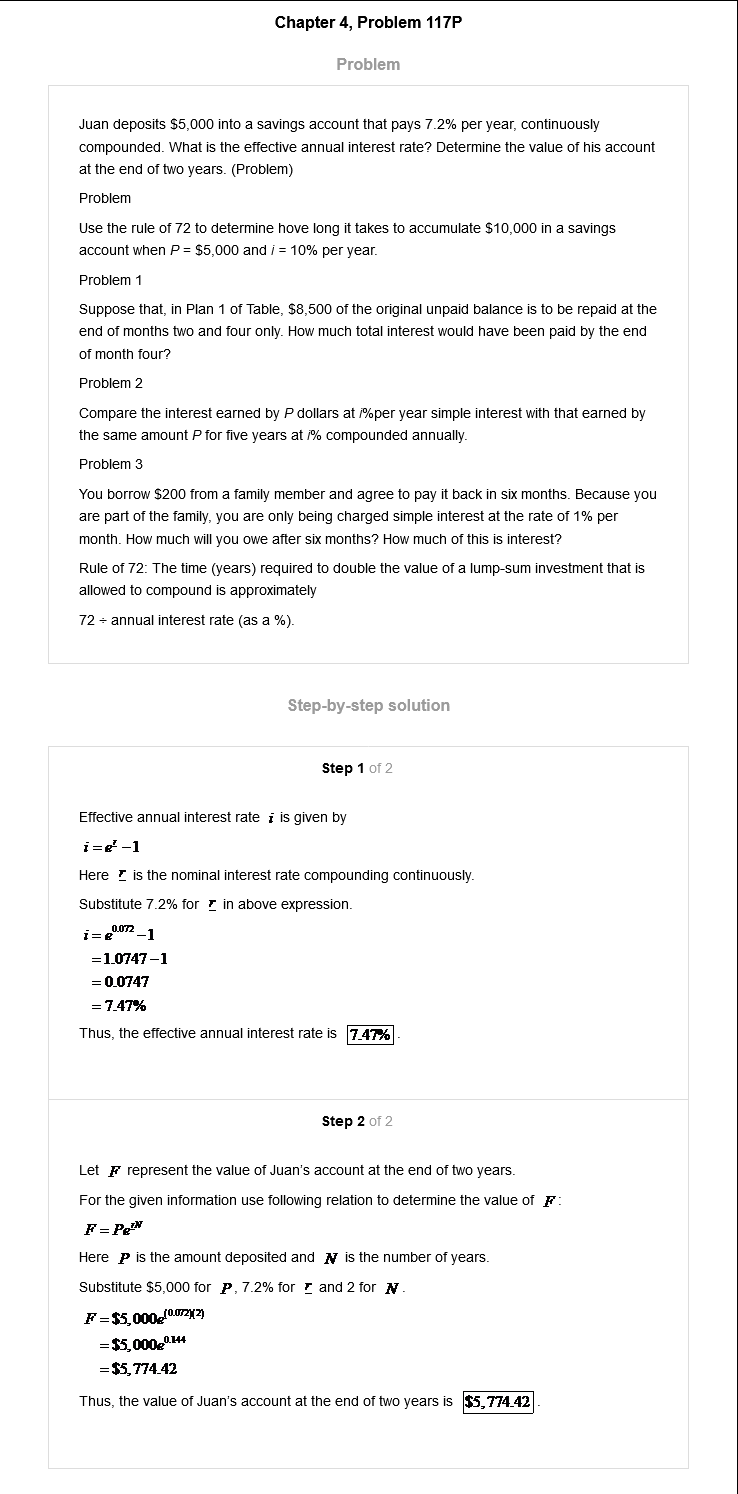 Chapter 4, Problem 117P
Problem
Juan deposits $5,000 into a savings account that pays 7.2% per year, continuously
compounded. What is the effective annual interest rate? Determine the value of his account
at the end of two years. (Problem)
Problem
Use the rule of 72 to determine hove long it takes to accumulate $10,000 in a savings
account when P = $5,000 and i = 10% per year.
Problem 1
Suppose that, in Plan 1 of Table, $8,500 of the original unpaid balance is to be repaid at the
end of months two and four only. How much total interest would have been paid by the end
of month four?
Problem 2
Compare the interest earned by P dollars at i%per year simple interest with that earned by
the same amount P for five years at i% compounded annually.
Problem 3
You borrow $200 from a family member and agree to pay it back in six months. Because you
are part of the family, you are only being charged simple interest at the rate of 1% per
month. How much will you owe after six months? How much of this is interest?
Rule of 72: The time (years) required to double the value of a lump-sum investment that is
allowed to compound is approximately
72 ÷ annual interest rate (as a %).
Step-by-step solution
Step 1 of 2
Effective annual interest rate i is given by
i = e^r − 1
Here r is the nominal interest rate compounding continuously.
Substitute 7.2% for r in above expression.
i = e^0.072 − 1
= 1.0747 − 1
= 0.0747
= 7.47%
Thus, the effective annual interest rate is 7.47% .
Step 2 of 2
Let F represent the value of Juan's account at the end of two years.
For the given information use following relation to determine the value of F:
F = Pe^rN
Here P is the amount deposited and N is the number of years.
Substitute $5,000 for P, 7.2% for r and 2 for N.
F = $5,000e^(0.072)(2)
= $5,000e^0.144
= $5,774.42
Thus, the value of Juan's account at the end of two years is $5,774.42 .